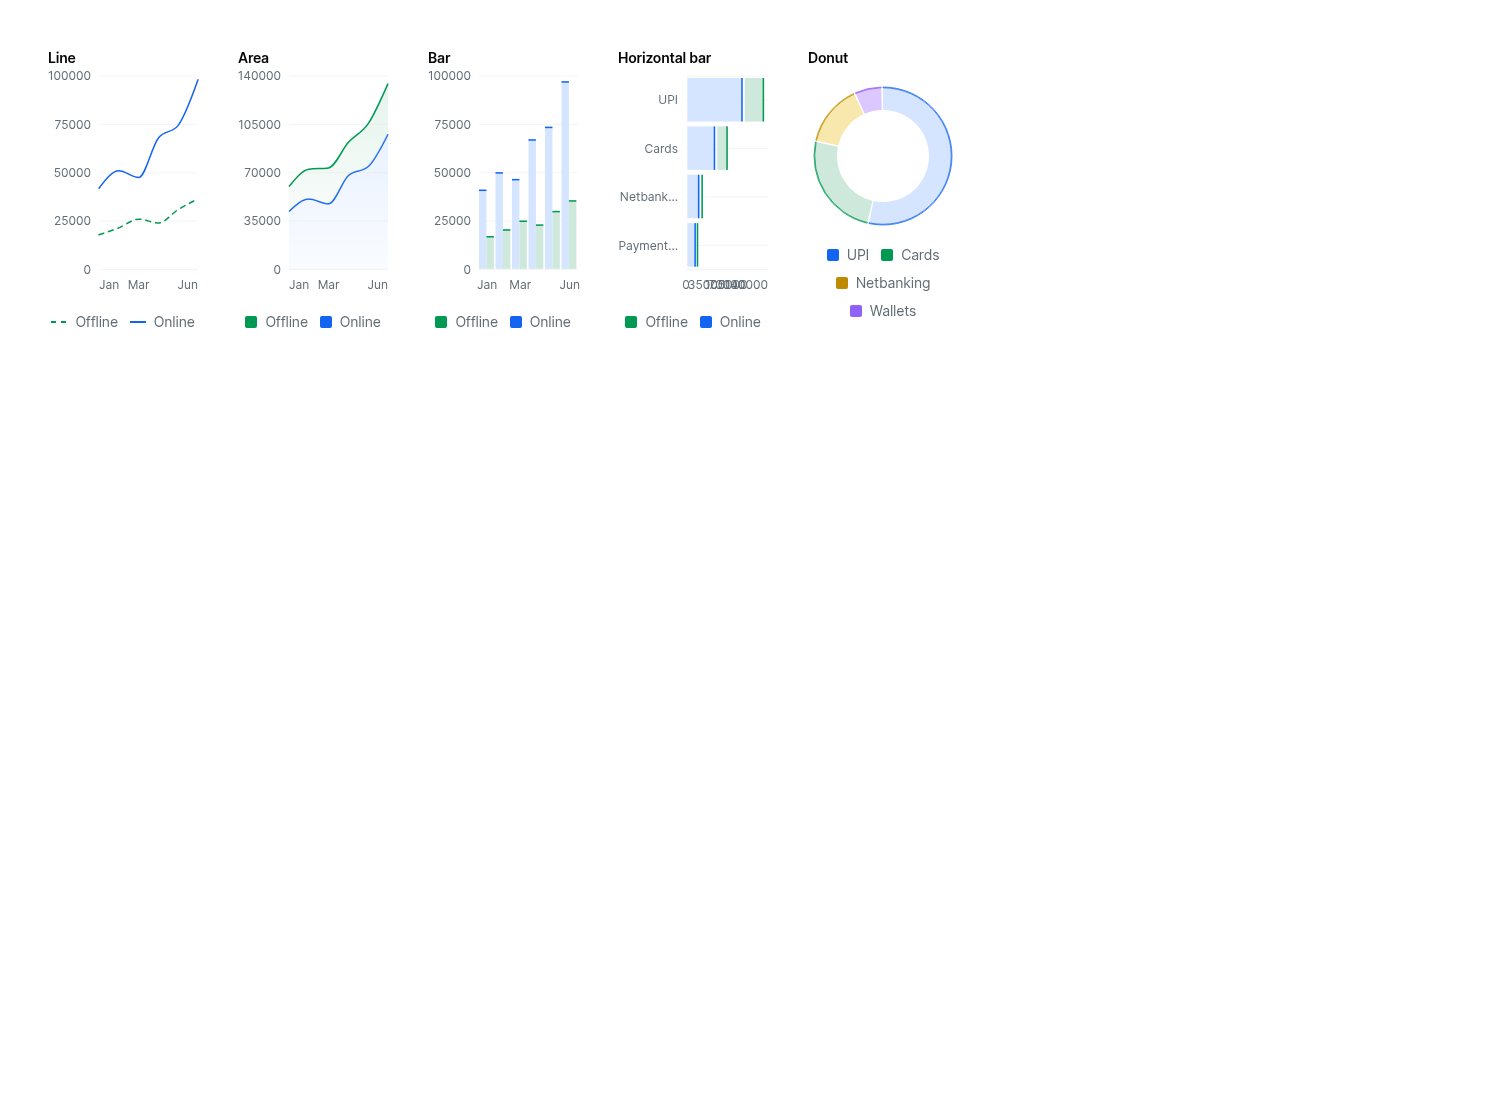 Line
100000
75000
50000
25000
0
Jan Mar Jun
Offline Online
Area
140000
105000
70000
35000
0
Jan Mar Jun
Offline Online
Bar
100000
75000
50000
25000
0
Jan Mar Jun
Offline Online
Horizontal bar
UPI
Cards
Netbank...
Payment...
0
Offline Online
Donut
UPI Cards
Netbanking
Wallets